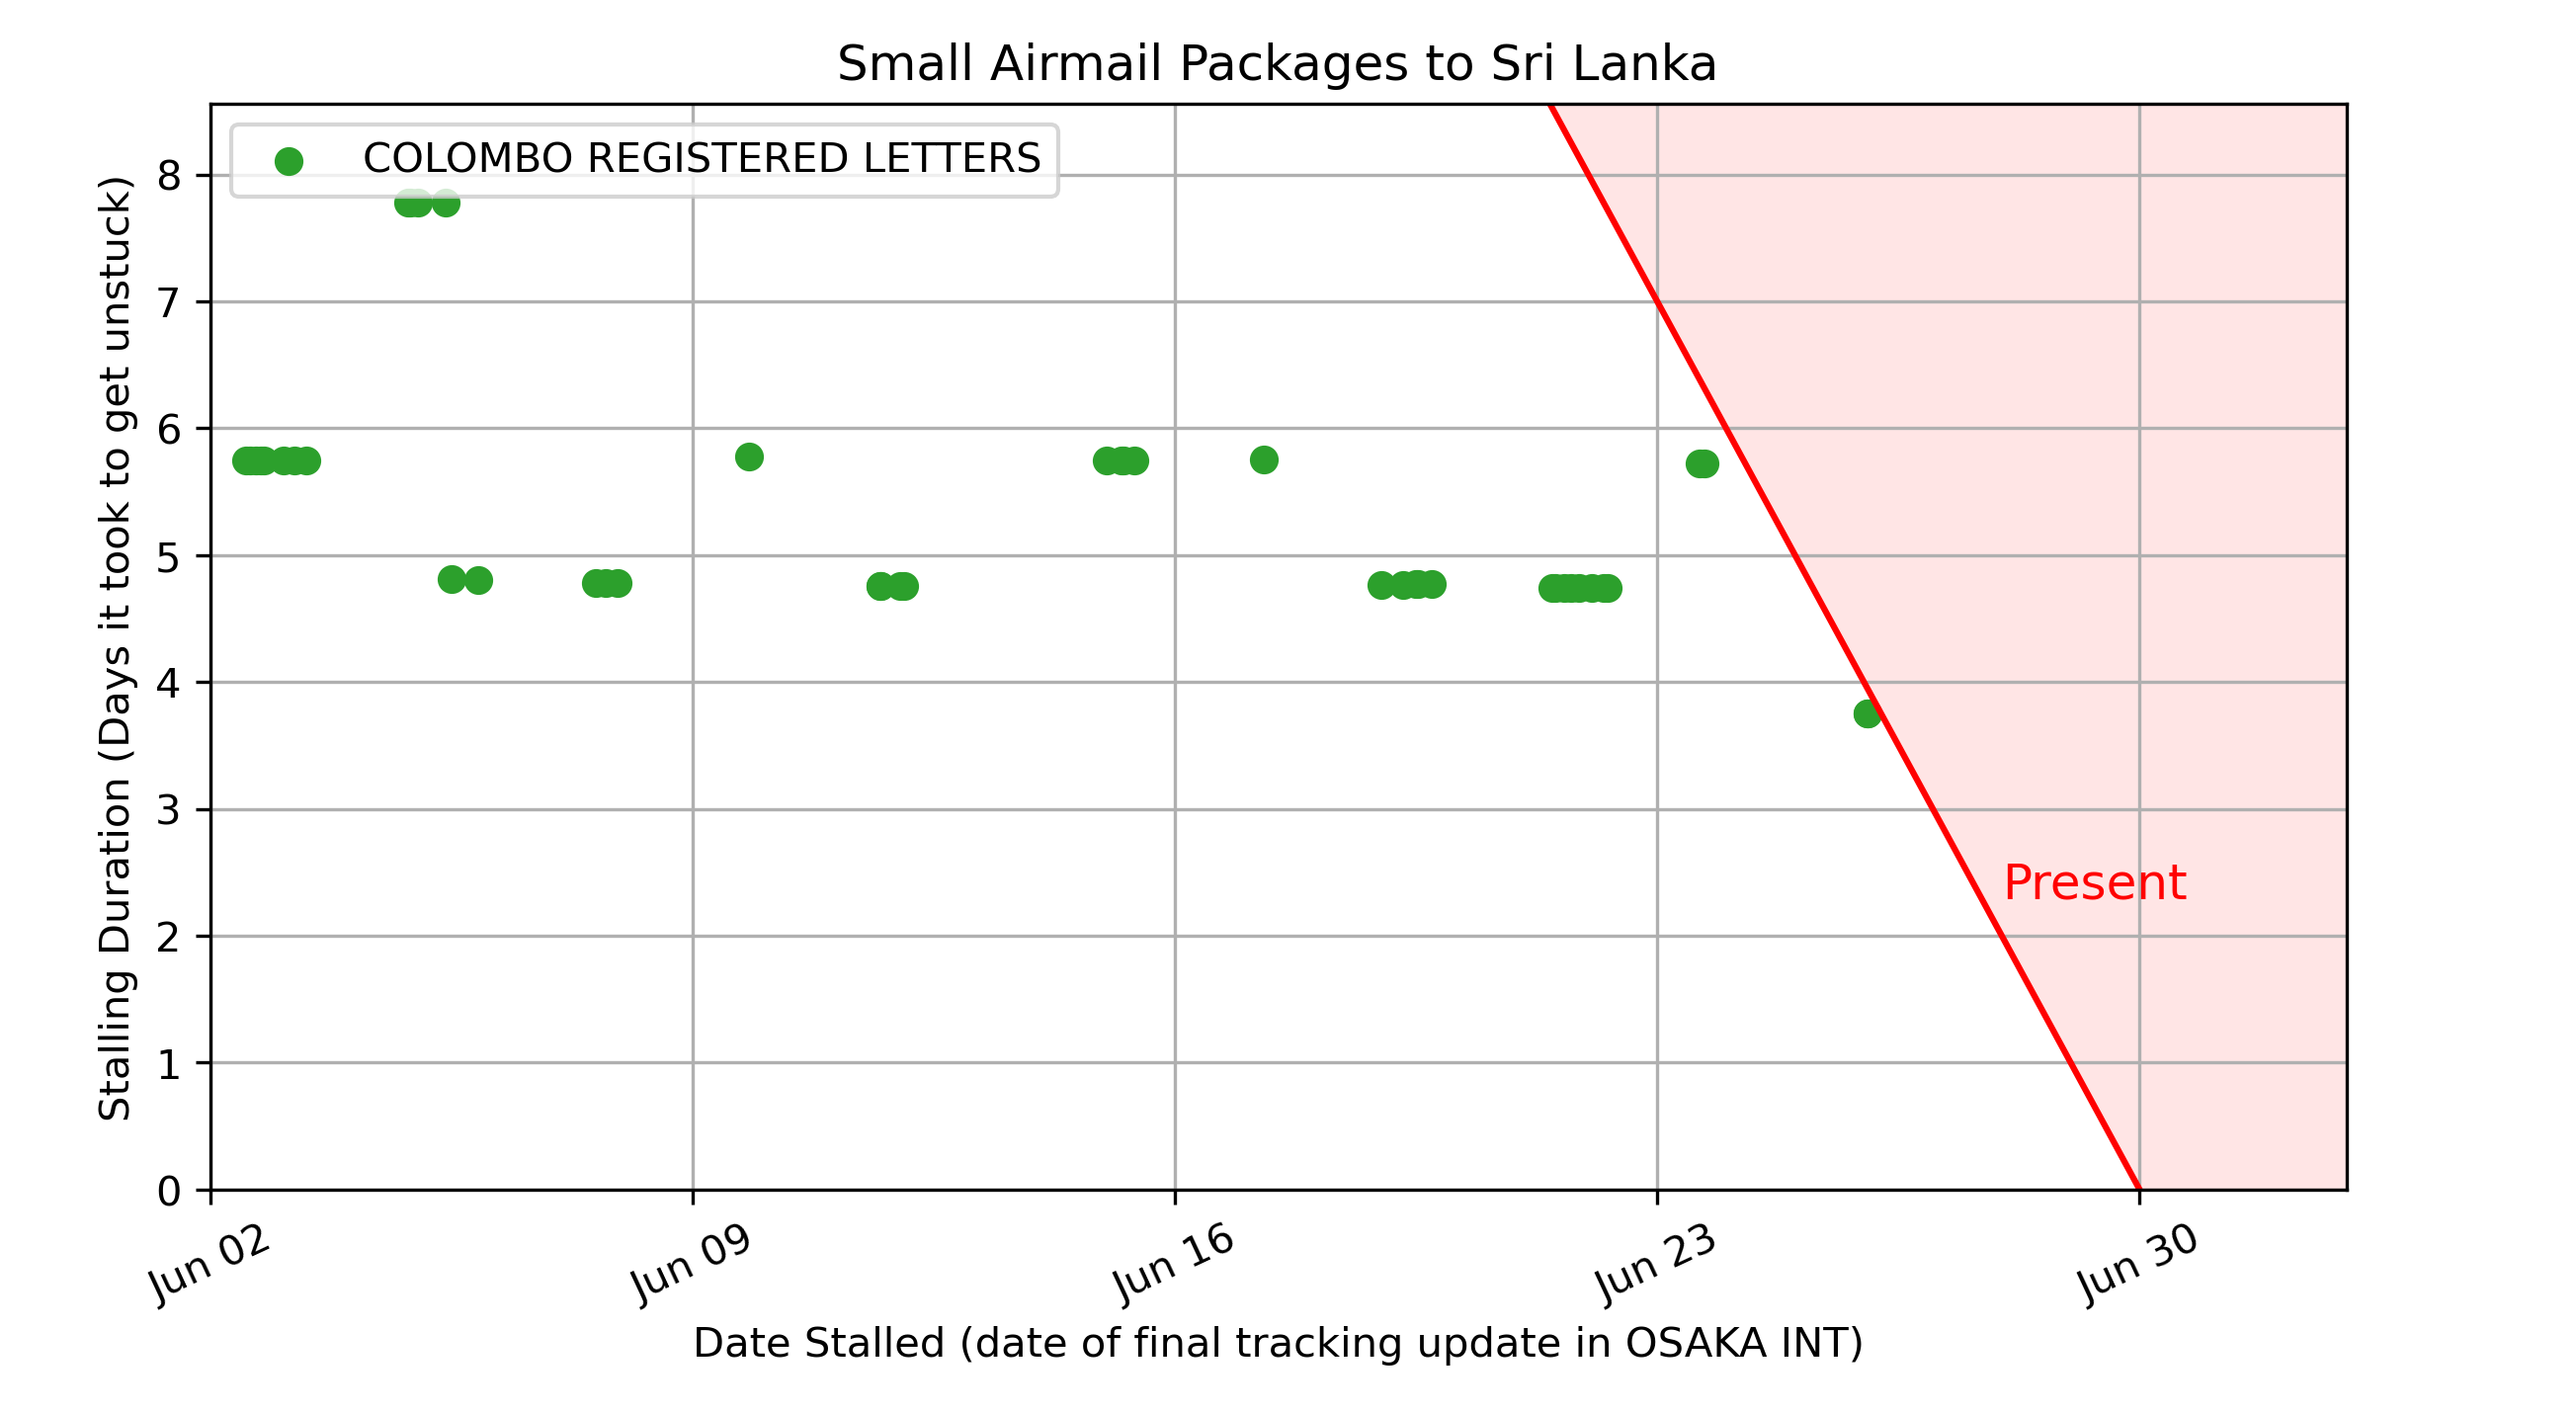 Small Airmail Packages to Sri Lanka
COLOMBO REGISTERED LETTERS
Stalling Duration (Days it took to get unstuck)
8
7
6
5
4
3
2
1
0
Present
Jun 02
Jun 09
Jun 16
Jun 23
Jun 30
Date Stalled (date of final tracking update in OSAKA INT)